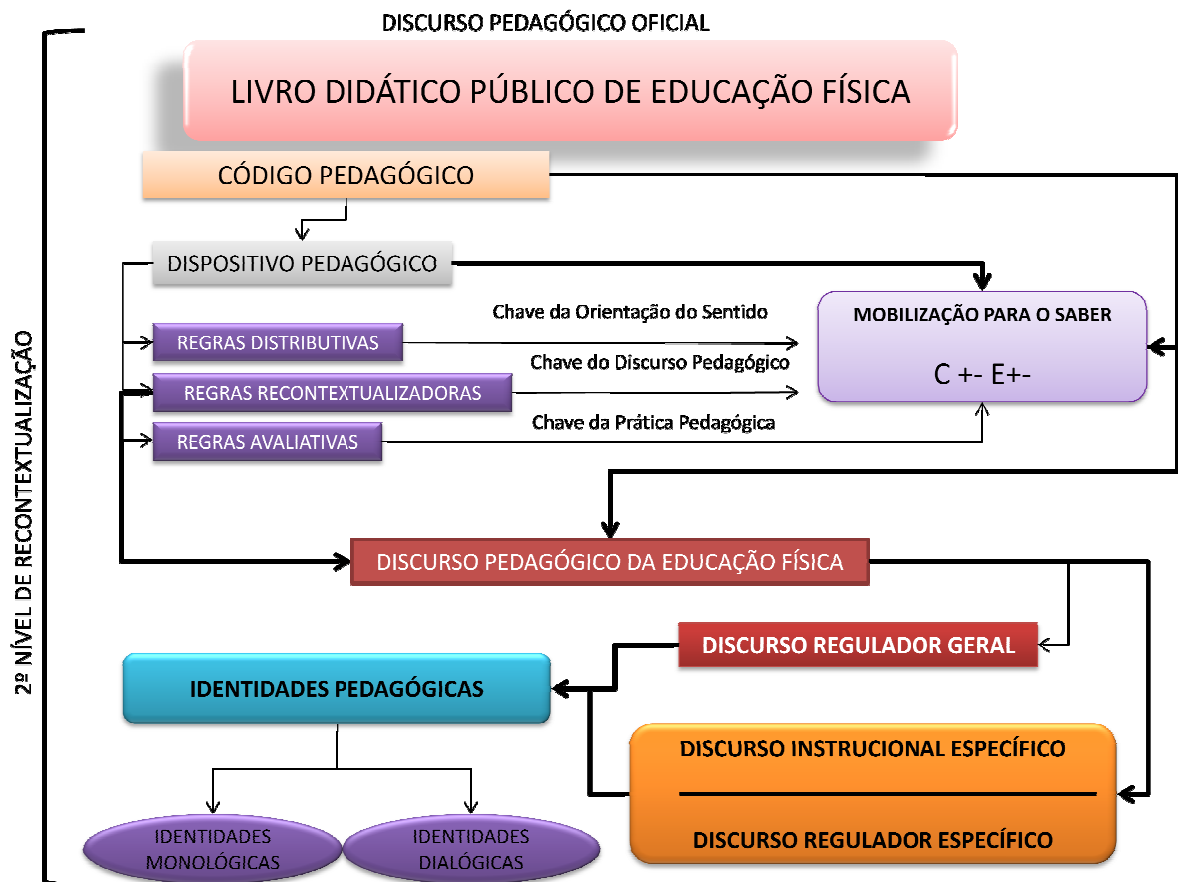 DISCURSO PEDAGÓGICO OFICIAL
LIVRO DIDÁTICO PÚBLICO DE EDUCAÇÃO FÍSICA
CÓDIGO PEDAGÓGICO
DISPOSITIVO PEDAGÓGICO
Chave da Orientação do Sentido
MOBILIZAÇÃO PARA O SABER
REGRAS DISTRIBUTIVAS
Chave do Discurso Pedagógico
C +- E+-
REGRAS RECONTEXTUALIZADORAS
Chave da Prática Pedagógica
REGRAS AVALIATIVAS
2º NÍVEL DE RECONTEXTUALIZAÇÃO
DISCURSO PEDAGÓGICO DA EDUCAÇÃO FÍSICA
DISCURSO REGULADOR GERAL
IDENTIDADES PEDAGÓGICAS
DISCURSO INSTRUCIONAL ESPECÍFICO
DISCURSO REGULADOR ESPECÍFICO
IDENTIDADES
MONOLÓGICAS
IDENTIDADES
DIALÓGICAS